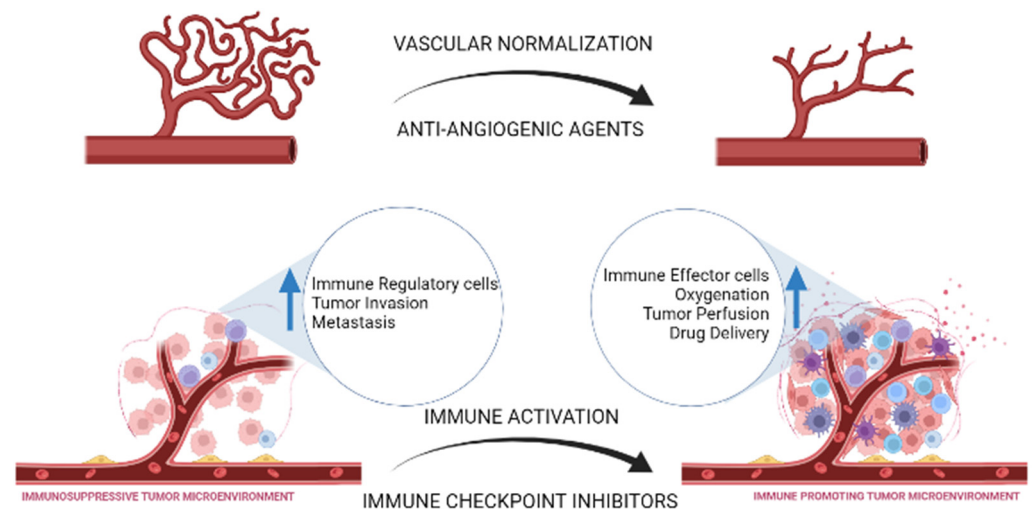 VASCULAR NORMALIZATION
ANTI-ANGIOGENIC AGENTS
Immune Regulatory cells
Tumor Invasion
Metastasis
Immune Effector cells
Oxygenation
Tumor Perfusion
Drug Delivery
IMMUNE ACTIVATION
IMMUNE CHECKPOINT INHIBITORS
IMMUNOSUPPRESSIVE TUMOR MICROENVIRONMENT
IMMUNE PROMOTING TUMOR MICROENVIRONMENT